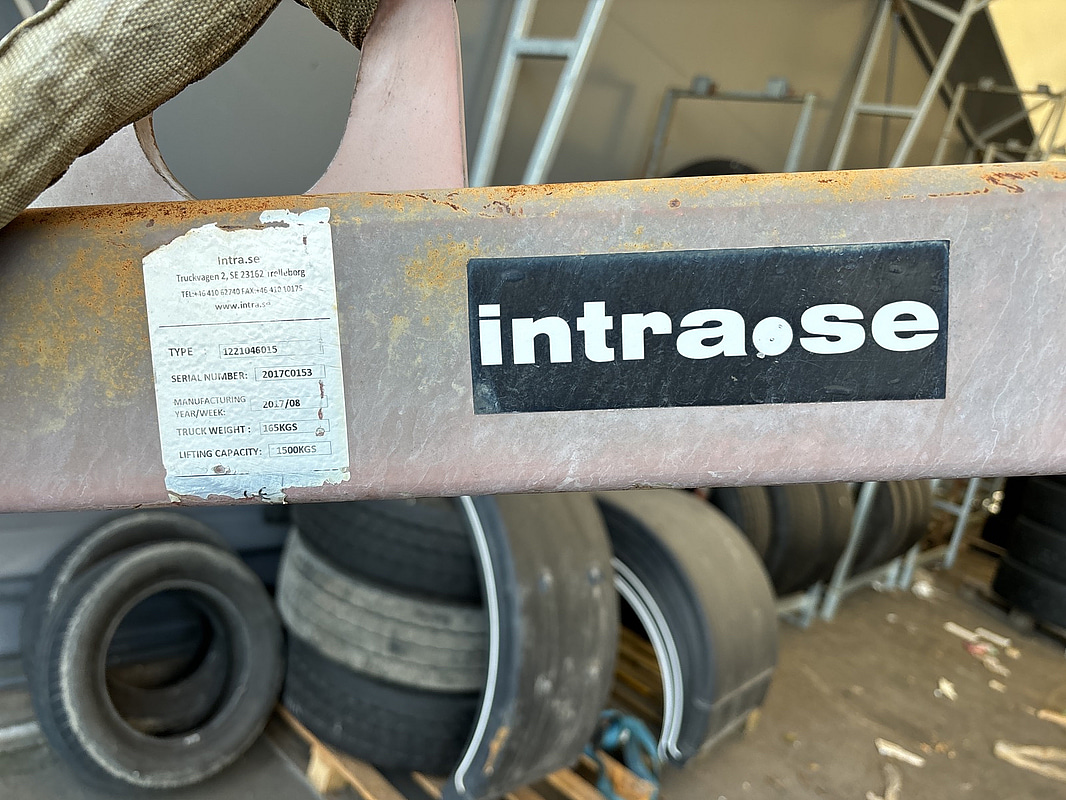 intra.se
Truckvagen 2, SE 23162 Trelleborg
TEL:+46 410 62740 FAX:+46 410 10175
www.intra.se
TYPE 1221046015
SERIAL NUMBER: 2017C0153
MANUFACTURING
YEAR/WEEK: 2017/08
TRUCK WEIGHT : 165KGS
LIFTING CAPACITY: 1500KGS
CE
intra.se